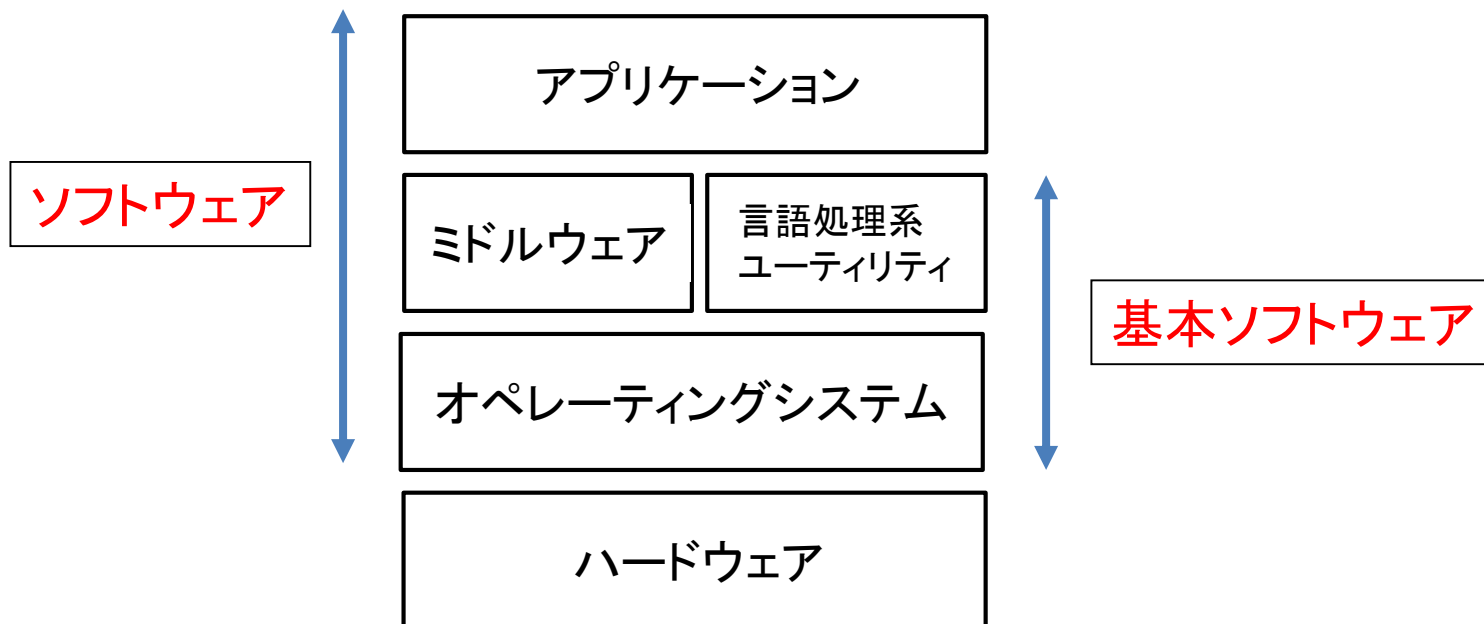 アプリケーション
ソフトウェア
ミドルウェア
言語処理系
ユーティリティ
基本ソフトウェア
オペレーティングシステム
ハードウェア